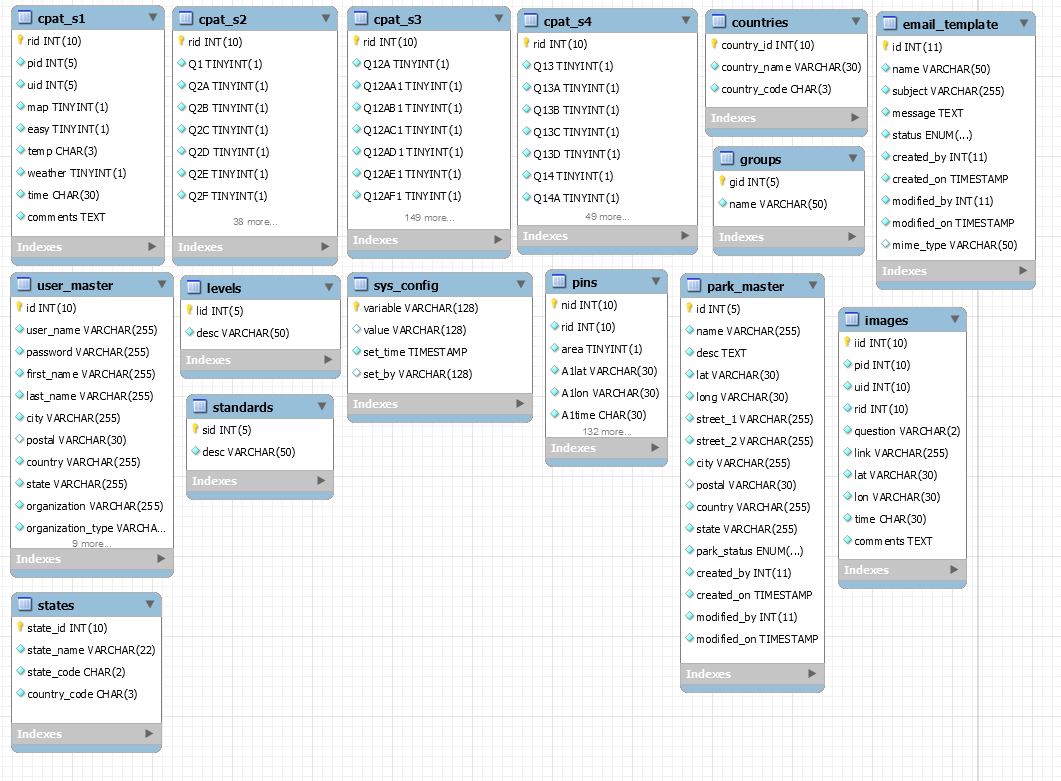 cpat_s1
rid INT(10)
pid INT(5)
uid INT(5)
map TINYINT(1)
easy TINYINT(1)
temp CHAR(3)
weather TINYINT(1)
time CHAR(30)
comments TEXT
Indexes
cpat_s2
rid INT(10)
Q1 TINYINT(1)
Q2A TINYINT(1)
Q2B TINYINT(1)
Q2C TINYINT(1)
Q2D TINYINT(1)
Q2E TINYINT(1)
Q2F TINYINT(1)
38 more...
Indexes
cpat_s3
rid INT(10)
Q12A TINYINT(1)
Q12AA1 TINYINT(1)
Q12AB1 TINYINT(1)
Q12AC1 TINYINT(1)
Q12AD1 TINYINT(1)
Q12AE1 TINYINT(1)
Q12AF1 TINYINT(1)
149 more...
Indexes
cpat_s4
rid INT(10)
Q13 TINYINT(1)
Q13A TINYINT(1)
Q13B TINYINT(1)
Q13C TINYINT(1)
Q13D TINYINT(1)
Q14 TINYINT(1)
Q14A TINYINT(1)
49 more...
Indexes
countries
country_id INT(10)
country_name VARCHAR(30)
country_code CHAR(3)
Indexes
groups
gid INT(5)
name VARCHAR(50)
Indexes
email_template
id INT(11)
name VARCHAR(50)
subject VARCHAR(255)
message TEXT
status ENUM(...)
created_by INT(11)
created_on TIMESTAMP
modified_by INT(11)
modified_on TIMESTAMP
mime_type VARCHAR(50)
Indexes
user_master
id INT(10)
user_name VARCHAR(255)
password VARCHAR(255)
first_name VARCHAR(255)
last_name VARCHAR(255)
city VARCHAR(255)
postal VARCHAR(30)
country VARCHAR(255)
state VARCHAR(255)
organization VARCHAR(255)
organization_type VARCHA...
9 more...
Indexes
levels
lid INT(5)
desc VARCHAR(50)
Indexes
standards
sid INT(5)
desc VARCHAR(50)
Indexes
sys_config
variable VARCHAR(128)
value VARCHAR(128)
set_time TIMESTAMP
set_by VARCHAR(128)
Indexes
pins
nid INT(10)
rid INT(10)
area TINYINT(1)
A1lat VARCHAR(30)
A1lon VARCHAR(30)
A1time CHAR(30)
132 more...
Indexes
park_master
id INT(5)
name VARCHAR(255)
desc TEXT
lat VARCHAR(30)
long VARCHAR(30)
street_1 VARCHAR(255)
street_2 VARCHAR(255)
city VARCHAR(255)
postal VARCHAR(30)
country VARCHAR(255)
state VARCHAR(255)
park_status ENUM(...)
created_by INT(11)
created_on TIMESTAMP
modified_by INT(11)
modified_on TIMESTAMP
Indexes
images
iid INT(10)
pid INT(10)
uid INT(10)
rid INT(10)
question VARCHAR(2)
link VARCHAR(255)
lat VARCHAR(30)
lon VARCHAR(30)
time CHAR(30)
comments TEXT
Indexes
states
state_id INT(10)
state_name VARCHAR(22)
state_code CHAR(2)
country_code CHAR(3)
Indexes